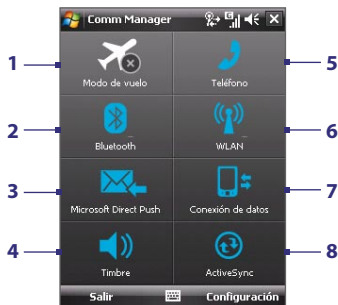 Comm Manager
1 Modo de vuelo
Teléfono 5
2 Bluetooth
WLAN 6
3 Microsoft Direct Push
Conexión de datos 7
4 Timbre
ActiveSync 8
Salir
Configuración